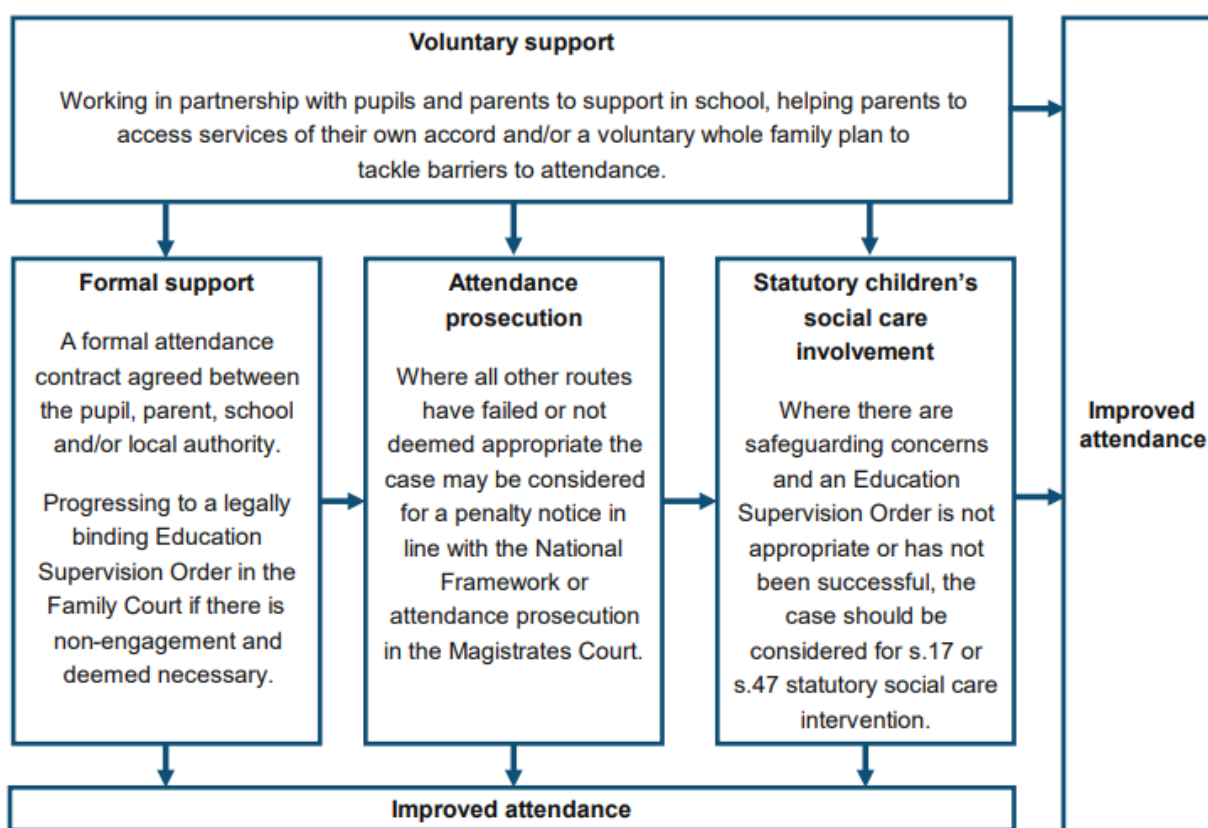 Voluntary support
Working in partnership with pupils and parents to support in school, helping parents to
access services of their own accord and/or a voluntary whole family plan to
tackle barriers to attendance.
Formal support
A formal attendance
contract agreed between
the pupil, parent, school
and/or local authority.
Progressing to a legally
binding Education
Supervision Order in the
Family Court if there is
non-engagement and
deemed necessary.
Attendance
prosecution
Where all other routes
have failed or not
deemed appropriate the
case may be considered
for a penalty notice in
line with the National
Framework or
attendance prosecution
in the Magistrates Court.
Statutory children's
social care
involvement
Where there are
safeguarding concerns
and an Education
Supervision Order is not
appropriate or has not
been successful, the
case should be
considered for s.17 or
s.47 statutory social care
intervention.
Improved
attendance
Improved attendance